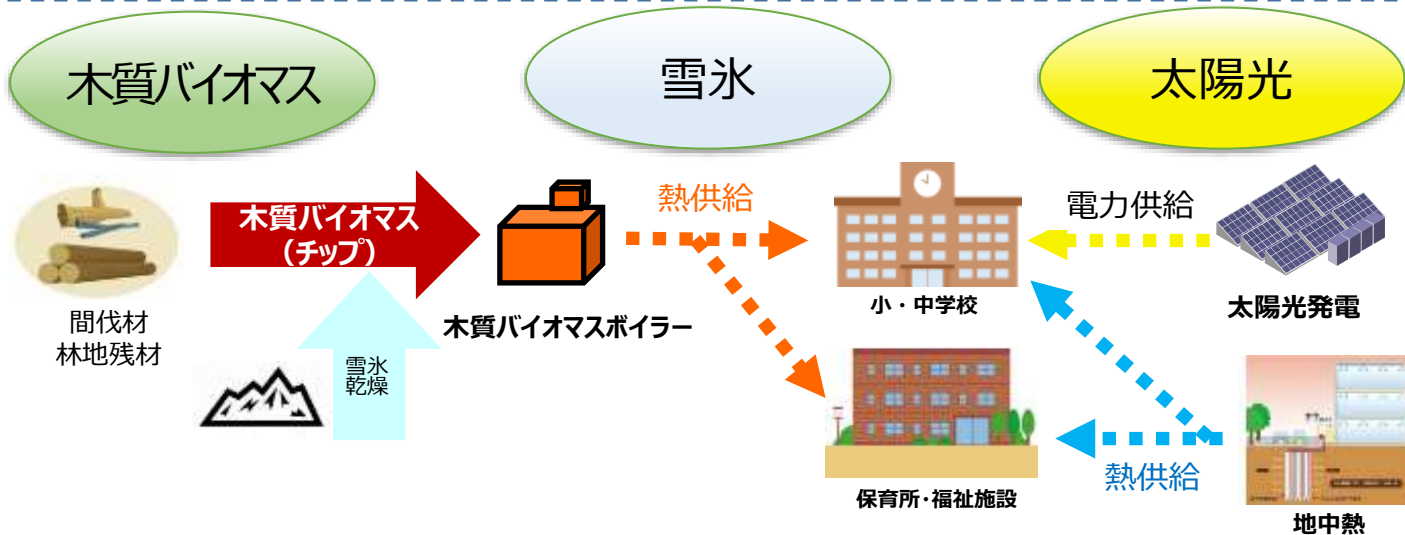 木質バイオマス
雪氷
太陽光
木質バイオマス
（チップ）
熱供給
電力供給
間伐材
林地残材
雪氷
乾燥
木質バイオマスボイラー
小・中学校
太陽光発電
熱供給
保育所・福祉施設
地中熱